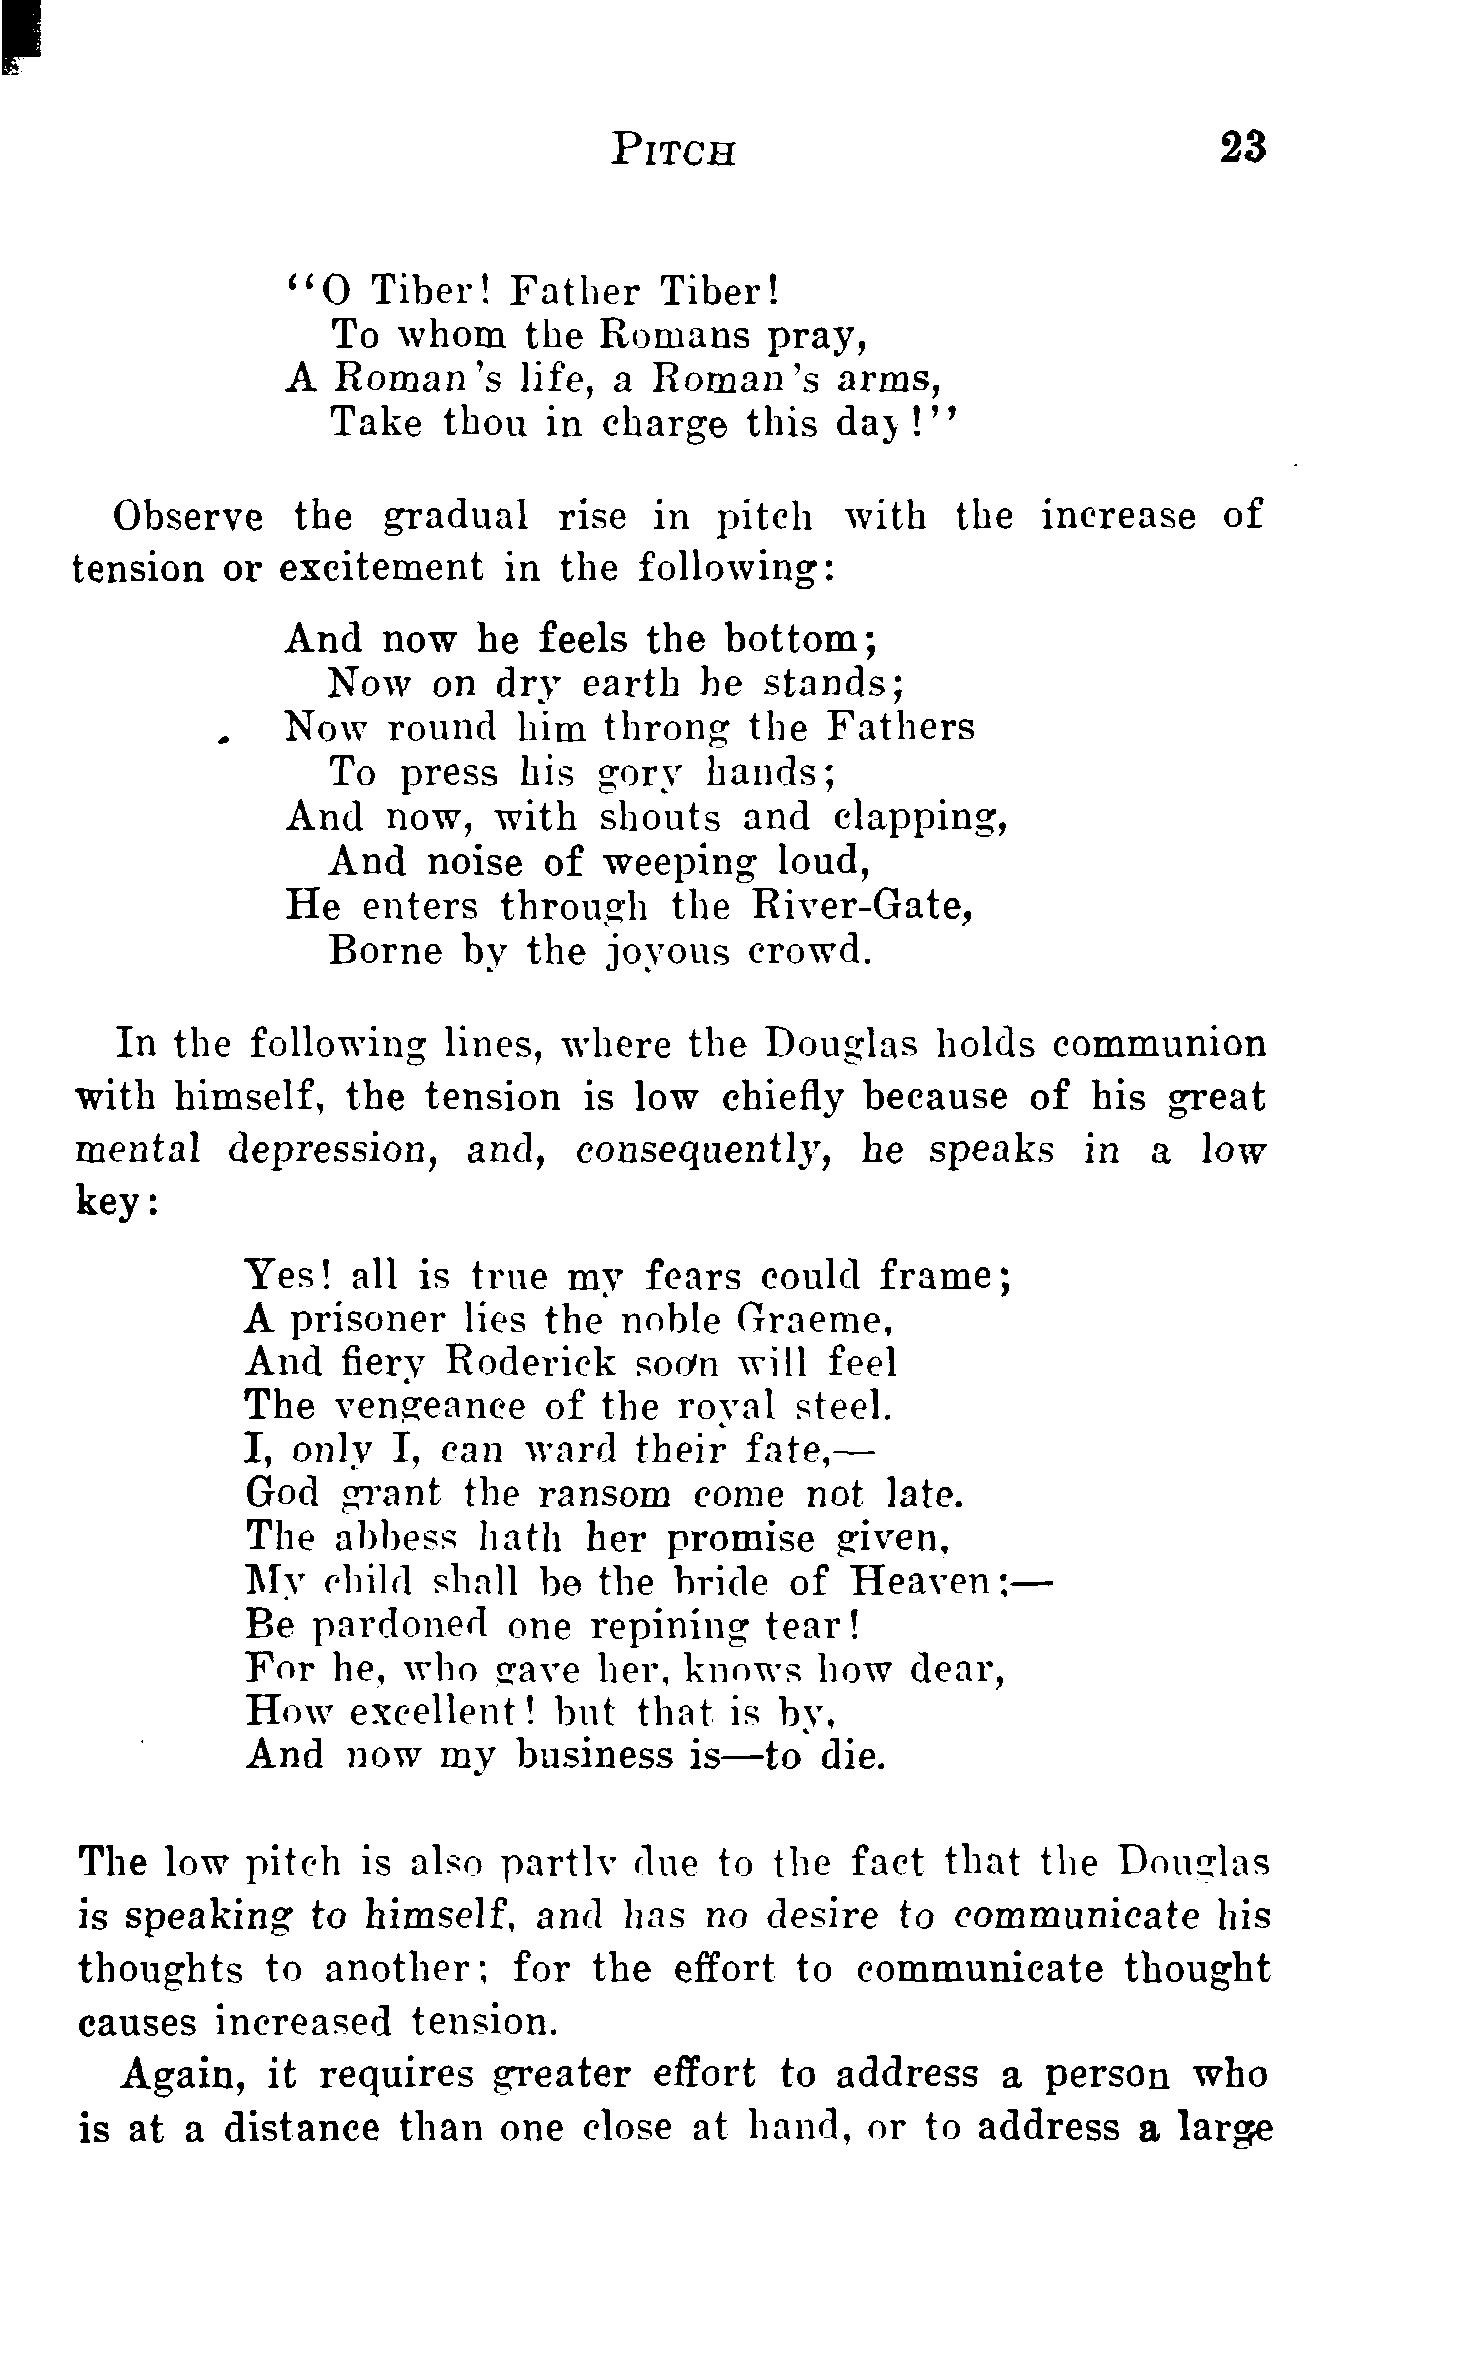 PITCH 23
"O Tiber! Father Tiber!
To whom the Romans pray,
A Roman's life, a Roman's arms,
Take thou in charge this day!"
Observe the gradual rise in pitch with the increase of
tension or excitement in the following:
And now he feels the bottom;
Now on dry earth he stands;
Now round him throng the Fathers
To press his gory hands;
And now, with shouts and clapping,
And noise of weeping loud,
He enters through the River-Gate,
Borne by the joyous crowd.
In the following lines, where the Douglas holds communion
with himself, the tension is low chiefly because of his great
mental depression, and, consequently, he speaks in a low
key:
Yes! all is true my fears could frame;
A prisoner lies the noble Graeme,
And fiery Roderick soon will feel
The vengeance of the royal steel.
I, only I, can ward their fate,—
God grant the ransom come not late.
The abbess hath her promise given,
My child shall be the bride of Heaven;—
Be pardoned one repining tear!
For he, who gave her, knows how dear,
How excellent! but that is by,
And now my business is—to die.
The low pitch is also partly due to the fact that the Douglas
is speaking to himself, and has no desire to communicate his
thoughts to another; for the effort to communicate thought
causes increased tension.
Again, it requires greater effort to address a person who
is at a distance than one close at hand, or to address a large